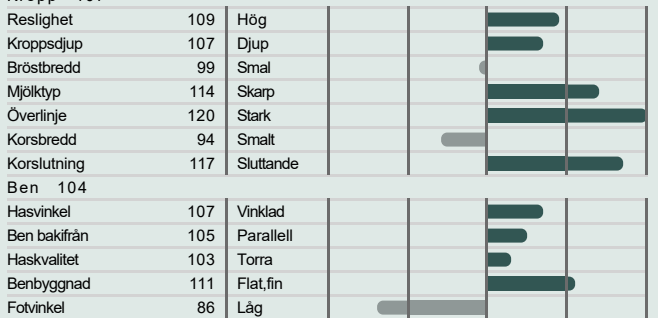 Reslighet 109 Hög
Kroppsdjup 107 Djup
Bröstbredd 99 Smal
Mjölktyp 114 Skarp
Överlinje 120 Stark
Korsbredd 94 Smalt
Korslutning 117 Sluttande
Ben 104
Hasvinkel 107 Vinklad
Ben bakifrån 105 Parallell
Haskvalitet 103 Torra
Benbyggnad 111 Flat,fin
Fotvinkel 86 Låg